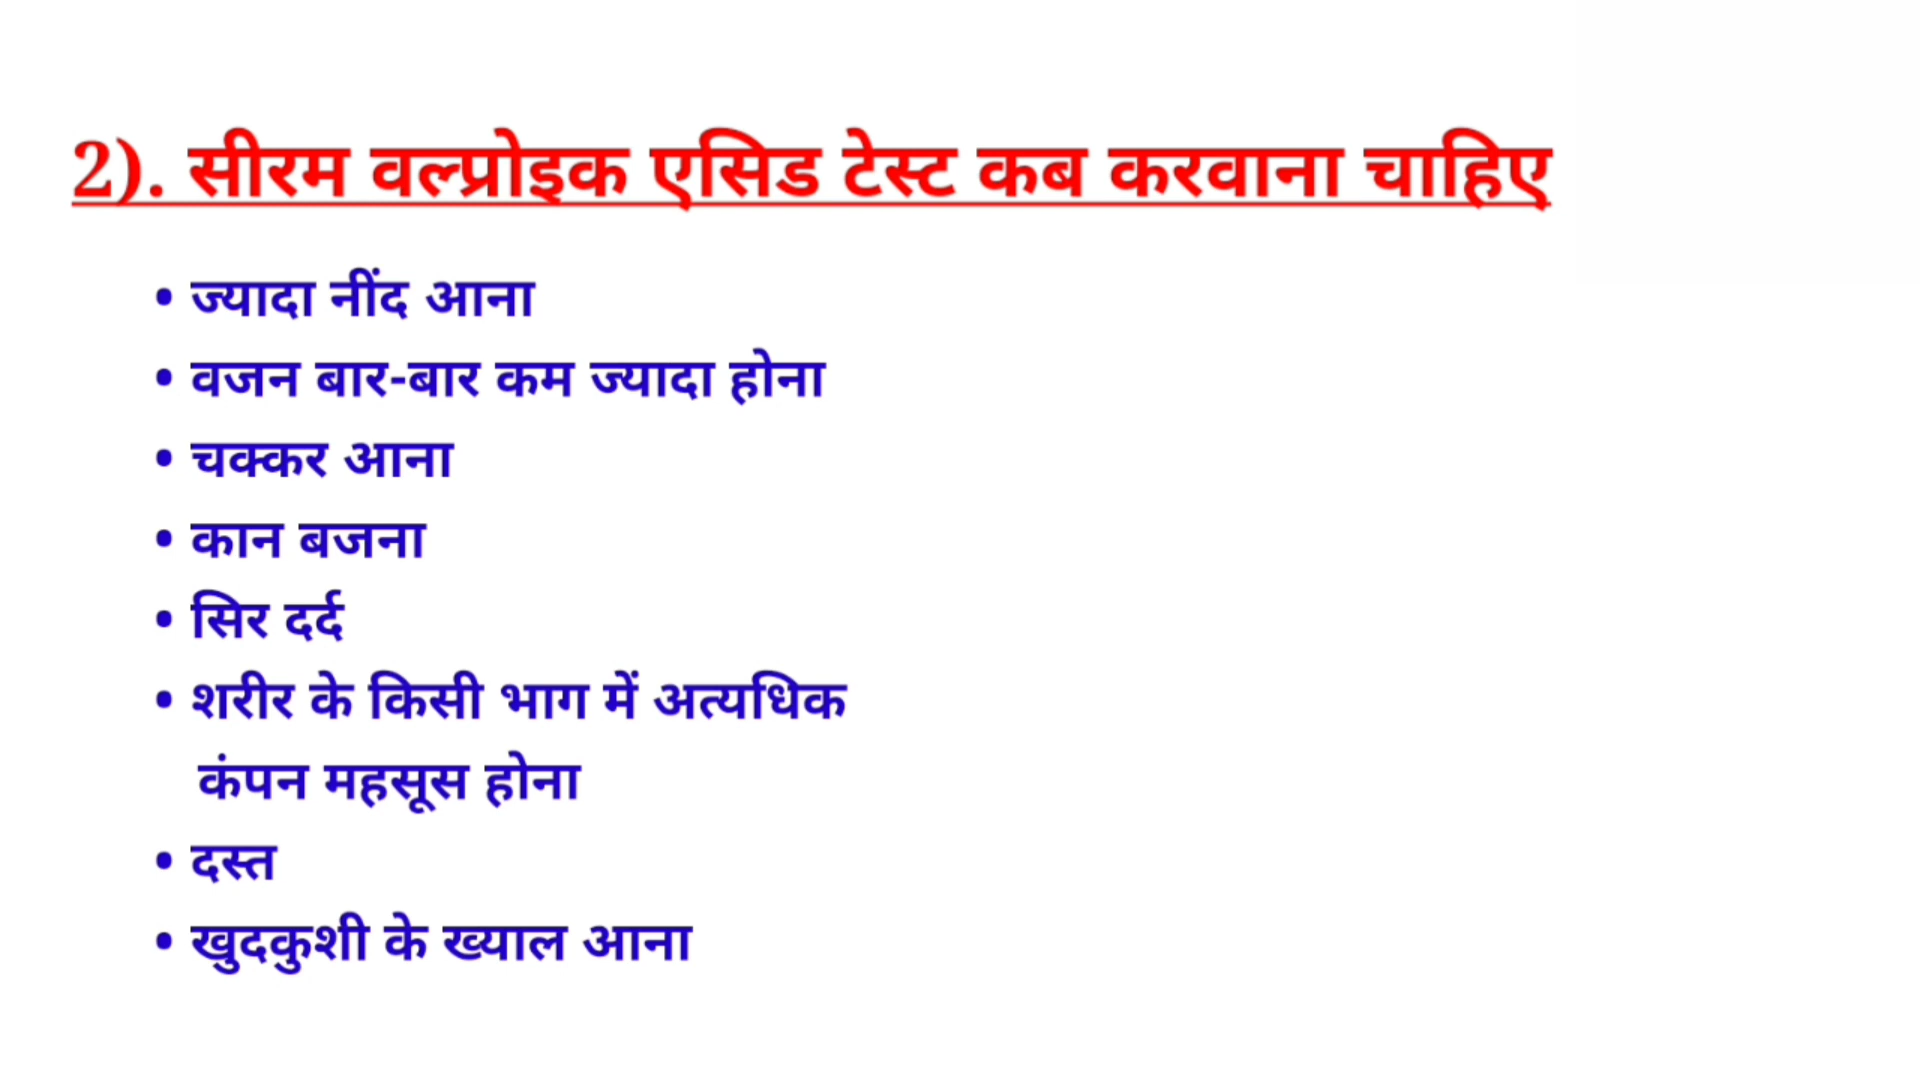 2). सीरम वल्प्रोइक एसिड टेस्ट कब करवाना चाहिए
• ज्यादा नींद आना
• वजन बार-बार कम ज्यादा होना
• चक्कर आना
• कान बजना
• सिर दर्द
• शरीर के किसी भाग में अत्यधिक
कंपन महसूस होना
• दस्त
• खुदकुशी के ख्याल आना